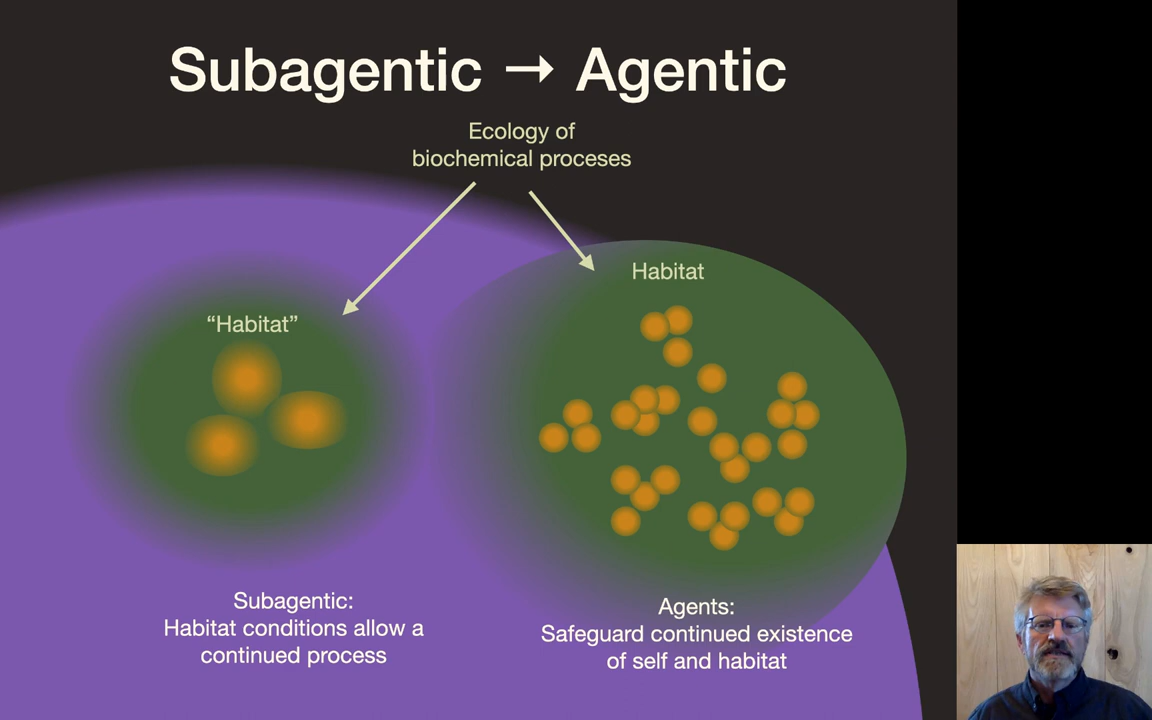 Subagentic → Agentic
Ecology of
biochemical proceses
“Habitat”
Habitat
Subagentic:
Habitat conditions allow a
continued process
Agents:
Safeguard continued existence
of self and habitat